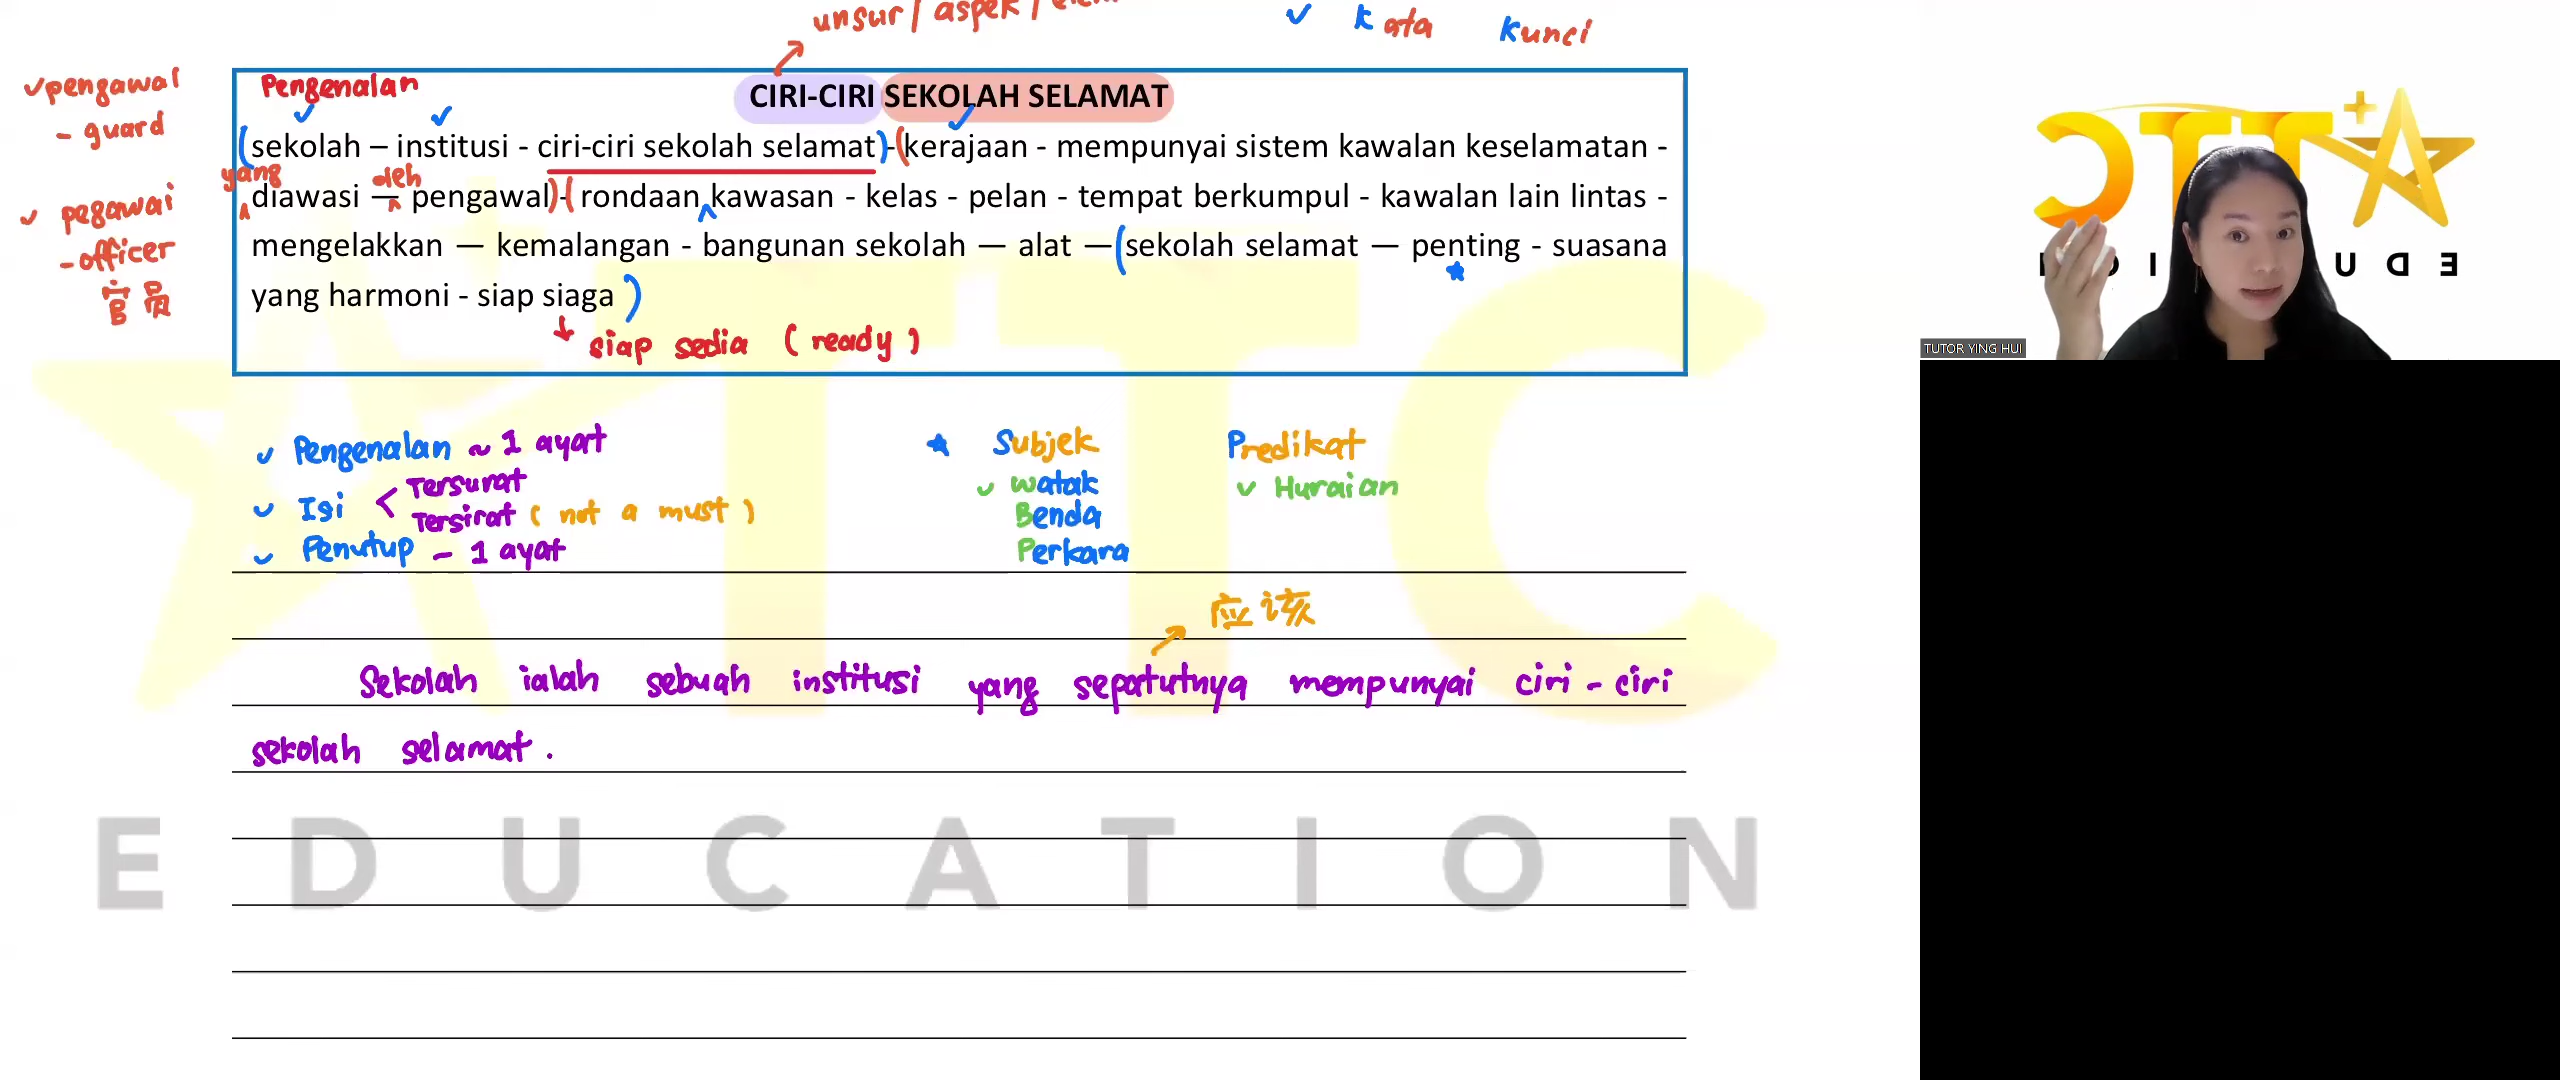 unsur / aspek /
✓ kata kunci
✓pengawal
- guard
✓ pegawai
-officer
官员
Pengenalan
CIRI-CIRI SEKOLAH SELAMAT
(sekolah – institusi - ciri-ciri sekolah selamat)-(kerajaan - mempunyai sistem kawalan keselamatan -
yang oleh
diawasi — pengawal)-( rondaan kawasan - kelas - pelan - tempat berkumpul - kawalan lain lintas -
mengelakkan — kemalangan - bangunan sekolah — alat —(sekolah selamat — penting - suasana
yang harmoni - siap siaga )
siap sedia ( ready )
✓ Pengenalan ~ 1 ayat
✓ Isi < Tersurat
Tersirat ( not a must )
✓ Penutup - 1 ayat
★ Subjek Predikat
✓ Watak ✓ Huraian
Benda
Perkara
应该
Sekolah ialah sebuah institusi yang sepatutnya mempunyai ciri - ciri
sekolah selamat .
TTC
EDUCATION
TUTOR YING HUI